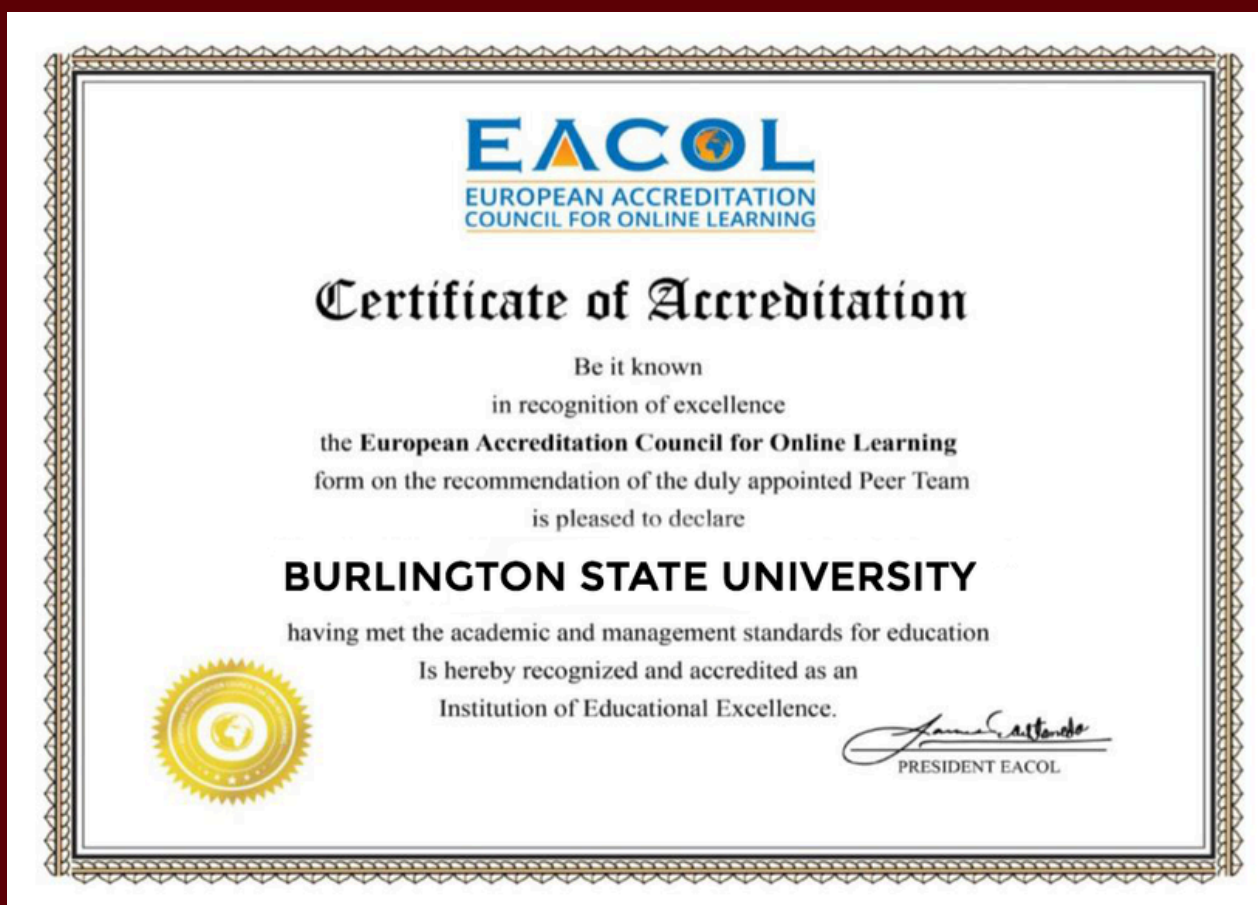 EACOL
EUROPEAN ACCREDITATION
COUNCIL FOR ONLINE LEARNING
Certificate of Accreditation
Be it known
in recognition of excellence
the European Accreditation Council for Online Learning
form on the recommendation of the duly appointed Peer Team
is pleased to declare
BURLINGTON STATE UNIVERSITY
having met the academic and management standards for education
Is hereby recognized and accredited as an
Institution of Educational Excellence.
PRESIDENT EACOL